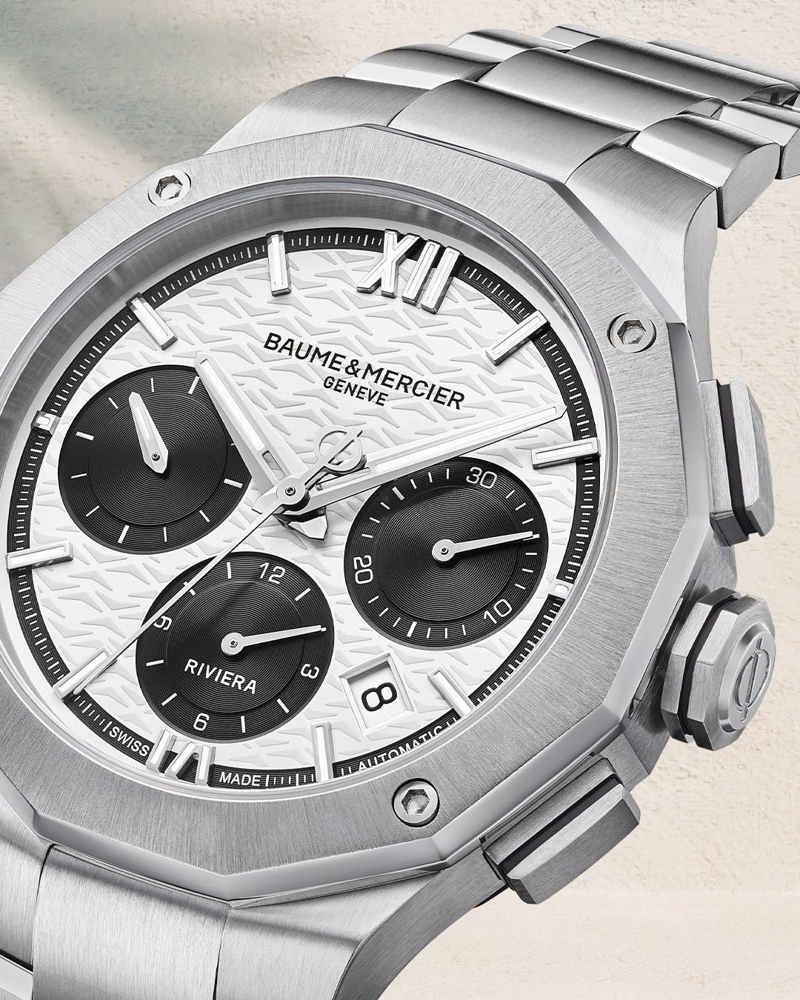 XII
BAUME & MERCIER
GENEVE
30
20
10
12
9
3
6
RIVIERA
8
SWISS
VI
MADE
AUTOMATIC